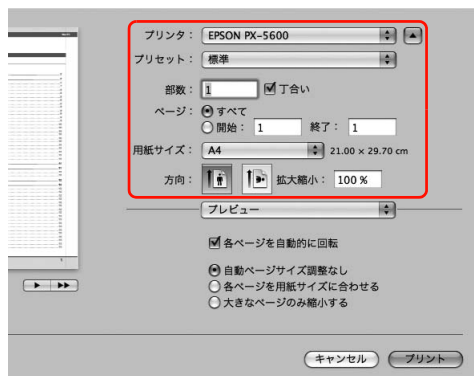 プリンタ： EPSON PX-5600
プリセット： 標準
部数： 1 丁合い
ページ： すべて
開始： 1 終了： 1
用紙サイズ： A4 21.00 x 29.70 cm
方向： 拡大縮小： 100 %
プレビュー
各ページを自動的に回転
自動ページサイズ調整なし
各ページを用紙サイズに合わせる
大きなページのみ縮小する
キャンセル プリント